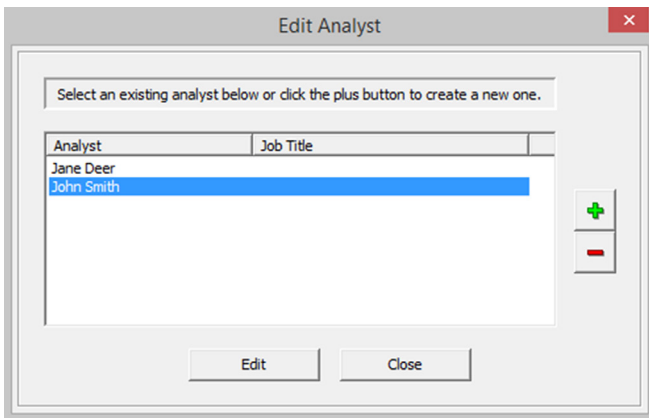 Edit Analyst
Select an existing analyst below or click the plus button to create a new one.
Analyst Job Title
Jane Deer
John Smith
Edit Close